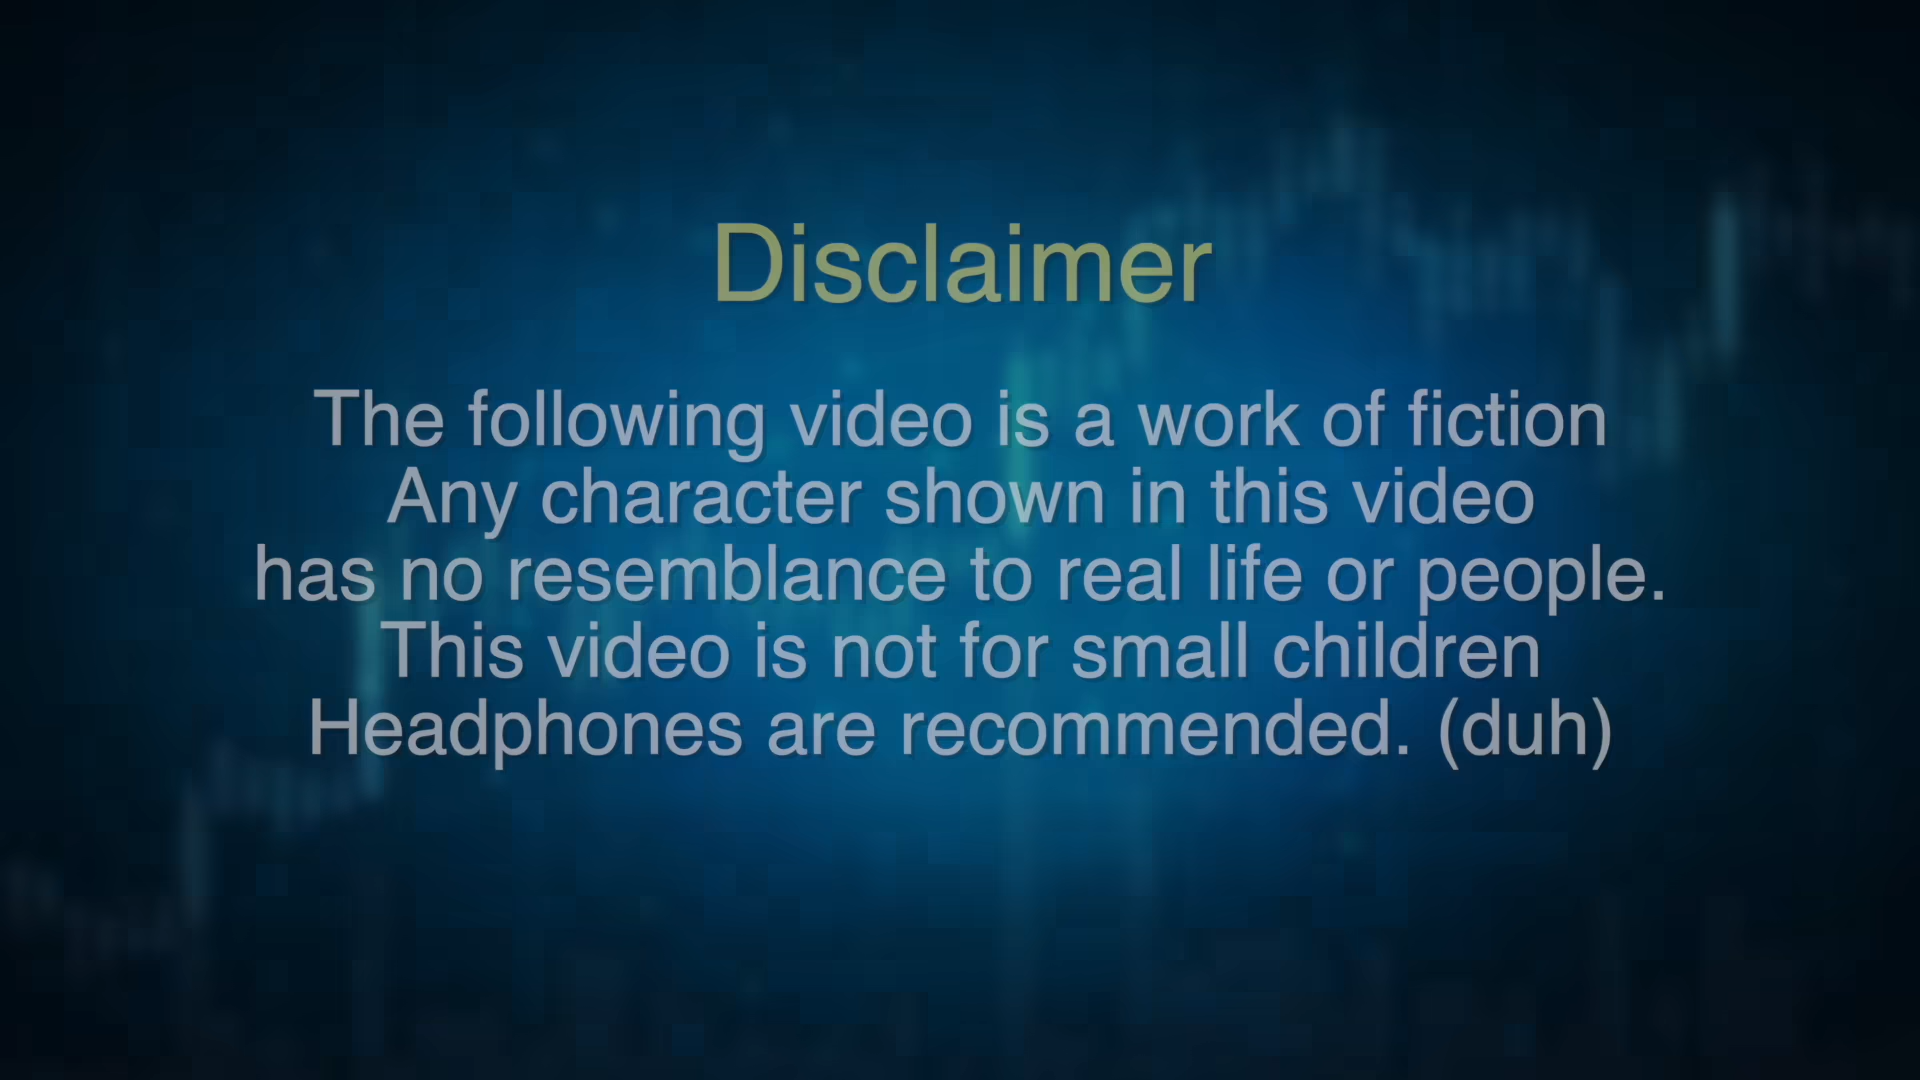 Disclaimer
The following video is a work of fiction
Any character shown in this video
has no resemblance to real life or people.
This video is not for small children
Headphones are recommended. (duh)